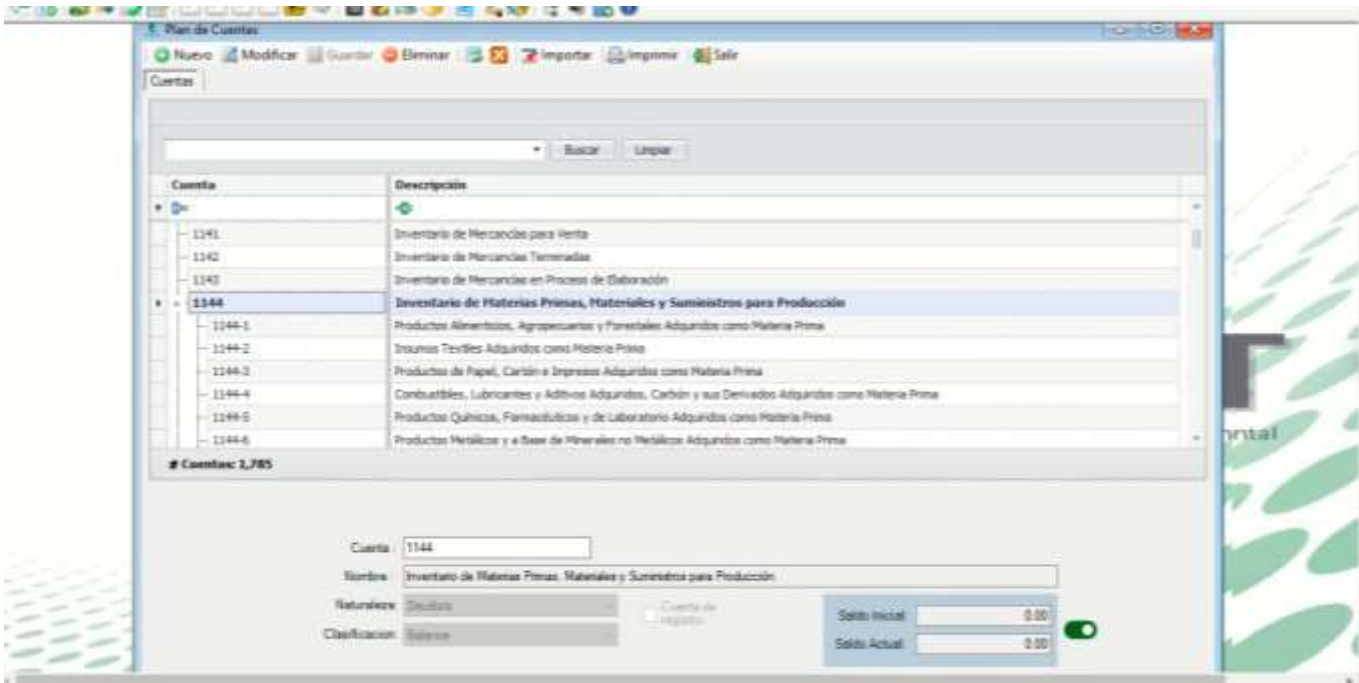 Plan de Cuentas
Nuevo Modificar Guardar Eliminar Importar Imprimir Salir
Cuentas
Buscar Limpiar
Cuenta Descripción
1141 Inventario de Mercancías para Venta
1142 Inventario de Mercancías Terminadas
1143 Inventario de Mercancías en Proceso de Elaboración
1144 Inventario de Materias Primas, Materiales y Suministros para Producción
1144-1 Productos Alimenticios, Agropecuarios y Forestales Adquiridos como Materia Prima
1144-2 Insumos Textiles Adquiridos como Materia Prima
1144-3 Productos de Papel, Cartón e Impresos Adquiridos como Materia Prima
1144-4 Combustibles, Lubricantes y Aditivos Adquiridos, Carbón y sus Derivados Adquiridos como Materia Prima
1144-5 Productos Químicos, Farmacéuticos y de Laboratorio Adquiridos como Materia Prima
1144-6 Productos Metálicos y a Base de Minerales no Metálicos Adquiridos como Materia Prima
# Cuentas: 1,785
Cuenta : 1144
Nombre Inventario de Materias Primas, Materiales y Suministros para Producción
Naturaleza Deudora Cuenta de registro
Clasificacion Balance
Saldo Inicial 0.00
Saldo Actual 0.00
T